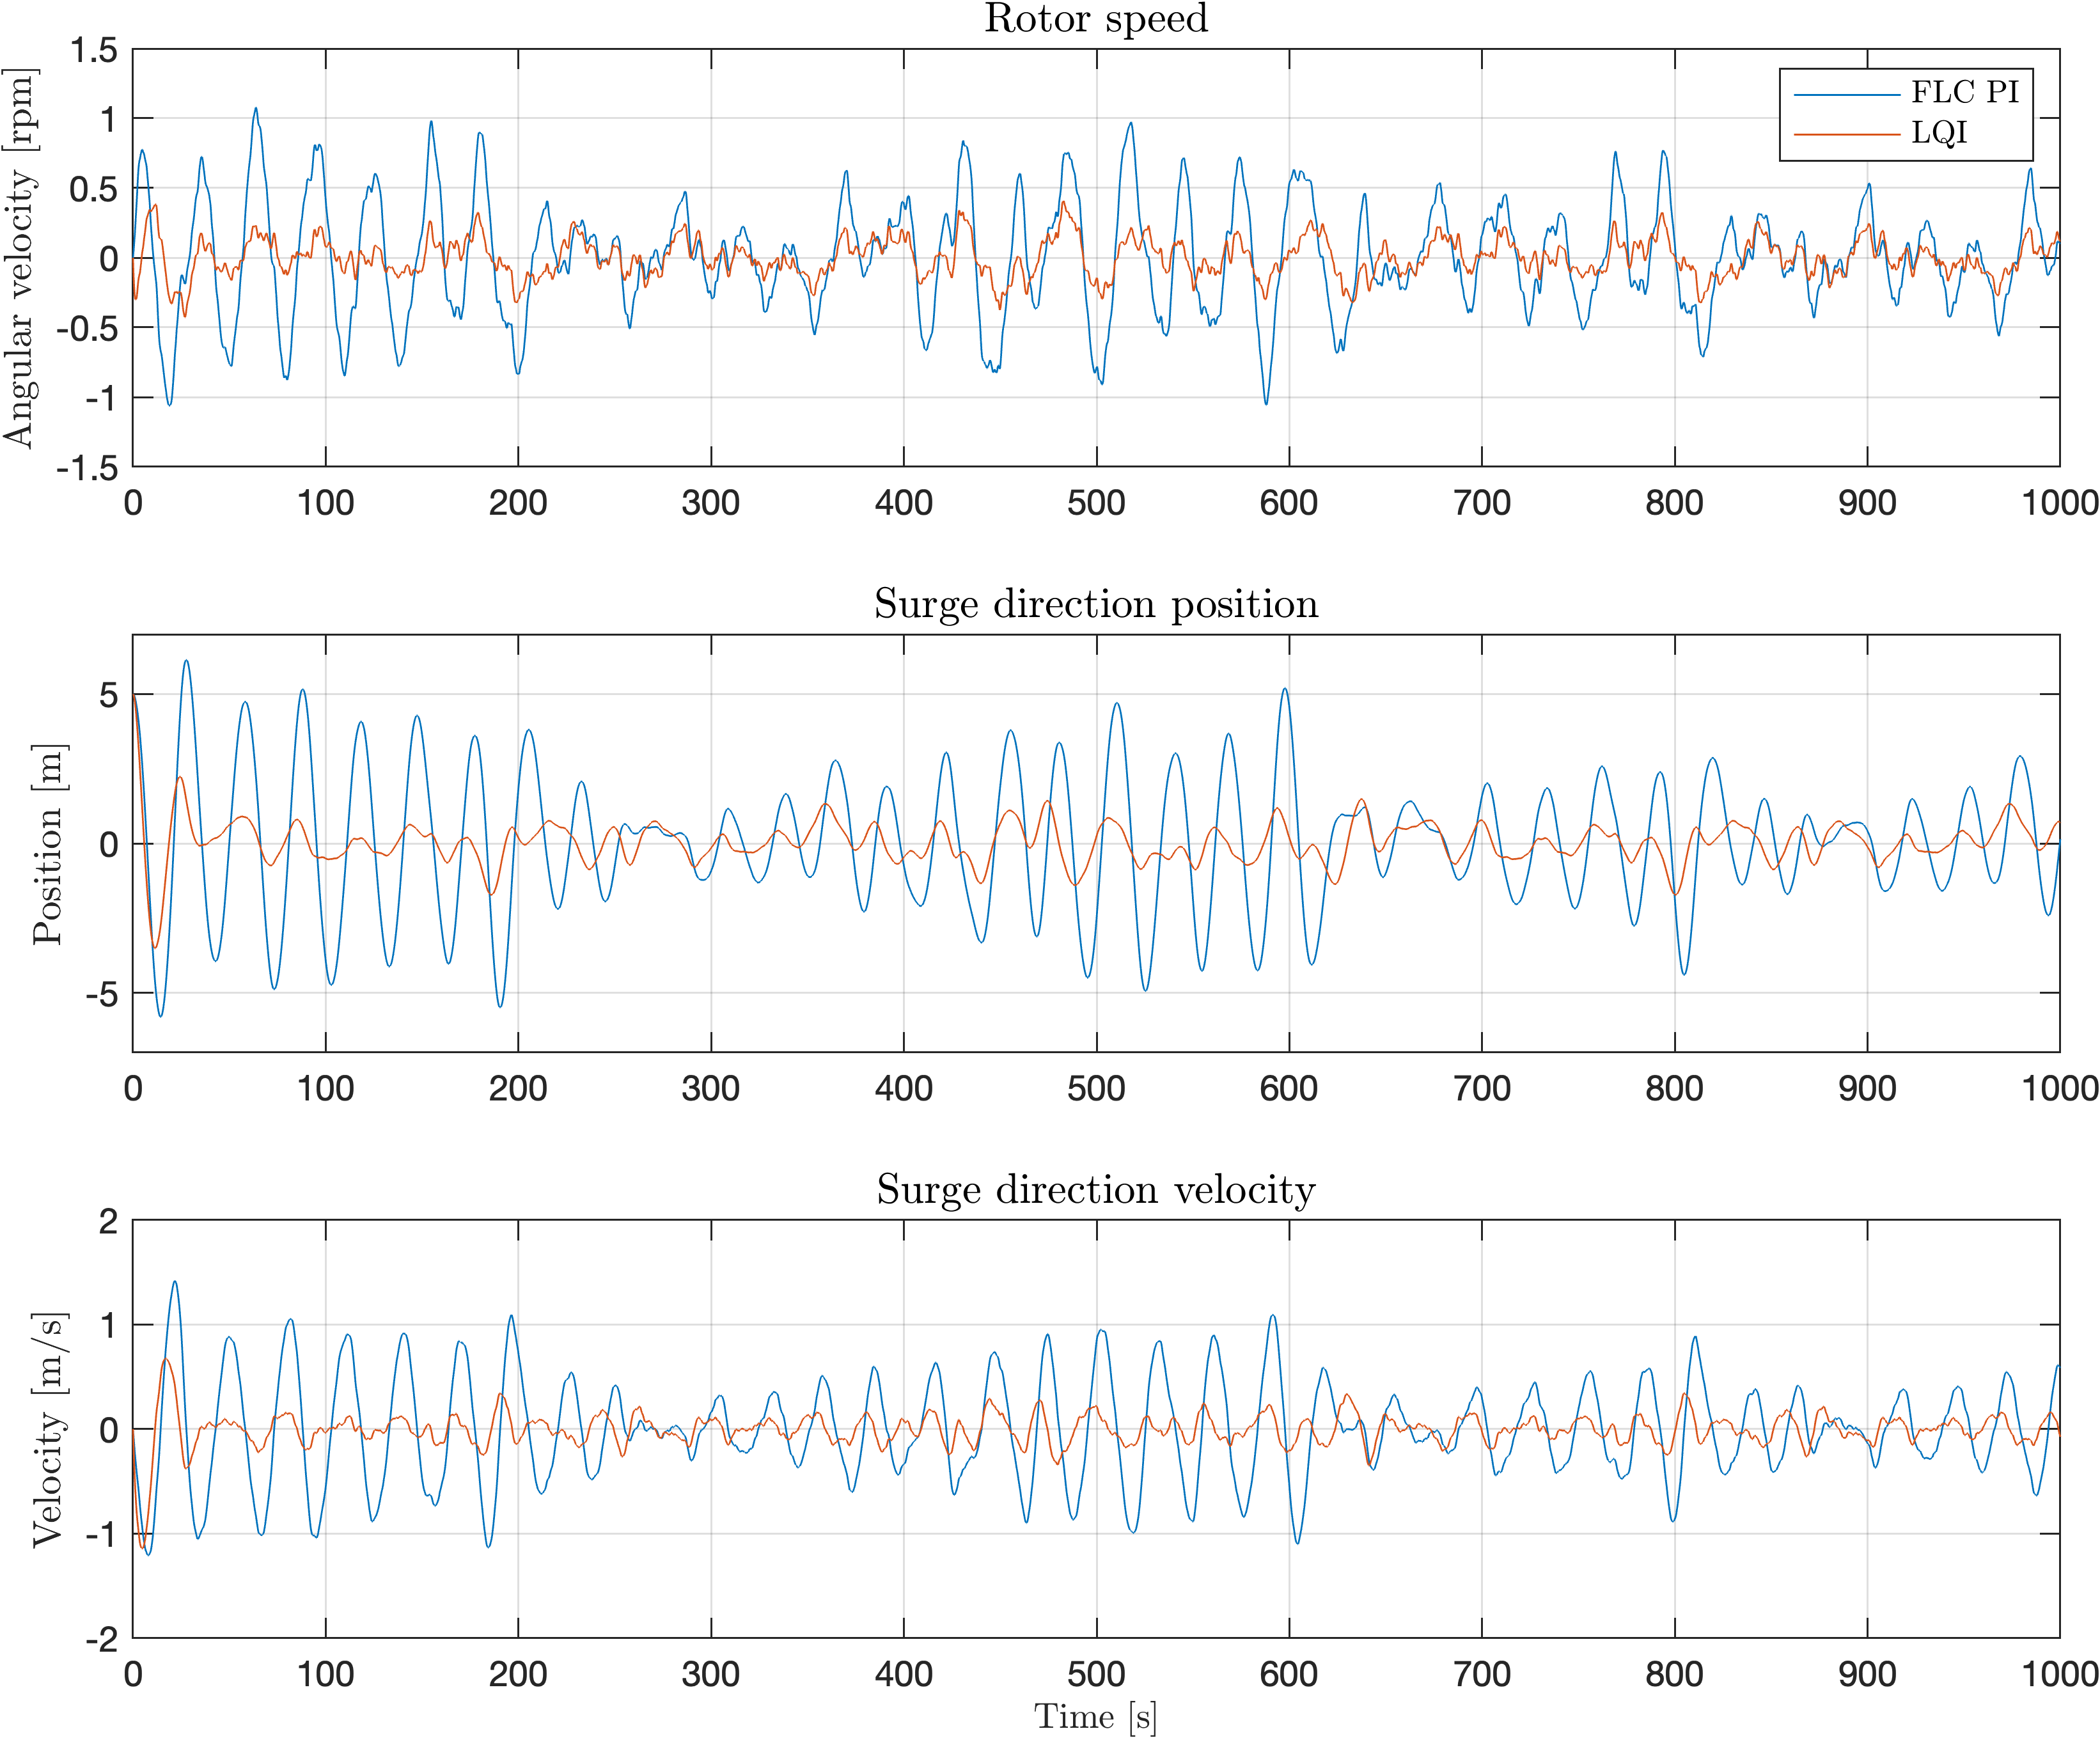 Rotor speed
Angular velocity [rpm]
1.5
1
0.5
0
-0.5
-1
-1.5
FLC PI
LQI
0 100 200 300 400 500 600 700 800 900 1000
Surge direction position
Position [m]
5
0
-5
0 100 200 300 400 500 600 700 800 900 1000
Surge direction velocity
Velocity [m/s]
2
1
0
-1
-2
0 100 200 300 400 500 600 700 800 900 1000
Time [s]